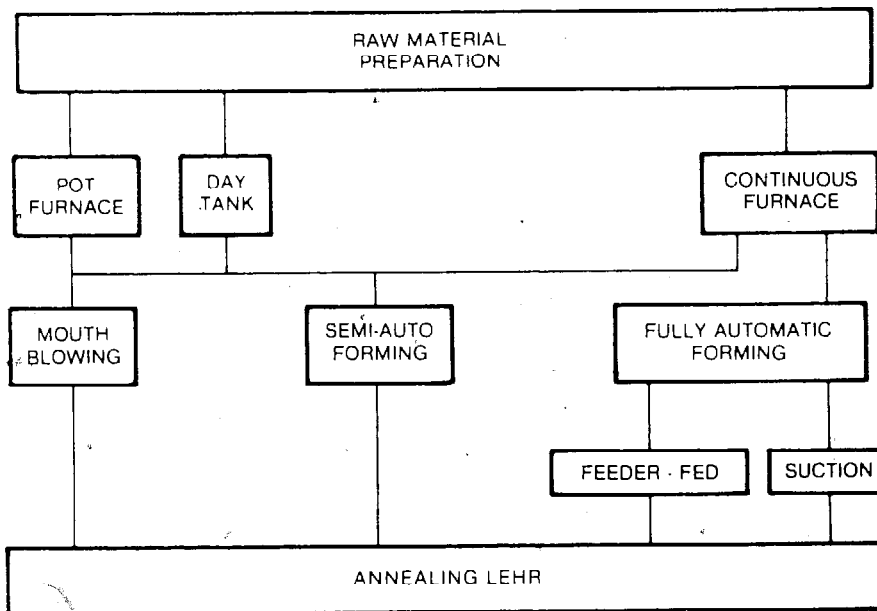 RAW MATERIAL
PREPARATION
POT
FURNACE
DAY
TANK
CONTINUOUS
FURNACE
MOUTH
BLOWING
SEMI-AUTO
FORMING
FULLY AUTOMATIC
FORMING
FEEDER - FED
SUCTION
ANNEALING LEHR